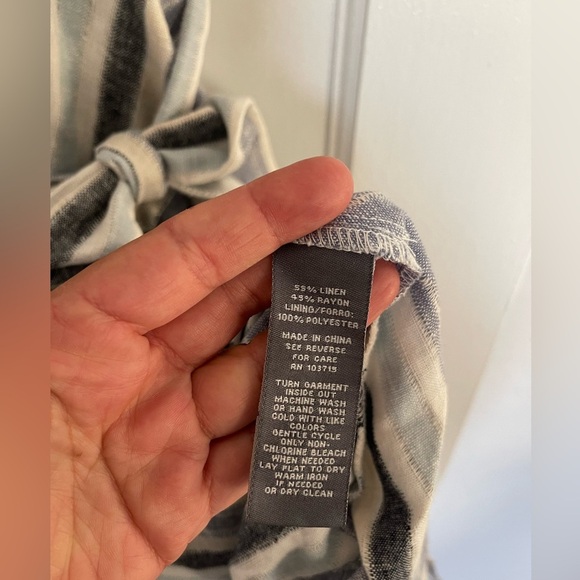 55% LINEN
45% RAYON
LINING/FORRO:
100% POLYESTER
MADE IN CHINA
SEE REVERSE
FOR CARE
RN 103715
TURN GARMENT
INSIDE OUT
MACHINE WASH
OR HAND WASH
COLD WITH LIKE
COLORS
GENTLE CYCLE
ONLY NON-
CHLORINE BLEACH
WHEN NEEDED
LAY FLAT TO DRY
WARM IRON
IF NEEDED
OR DRY CLEAN